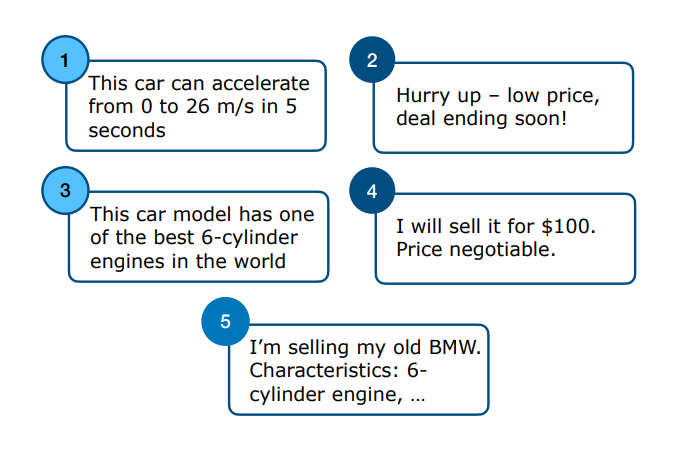 1
This car can accelerate
from 0 to 26 m/s in 5
seconds
2
Hurry up – low price,
deal ending soon!
3
This car model has one
of the best 6-cylinder
engines in the world
4
I will sell it for $100.
Price negotiable.
5
I’m selling my old BMW.
Characteristics: 6-
cylinder engine, …